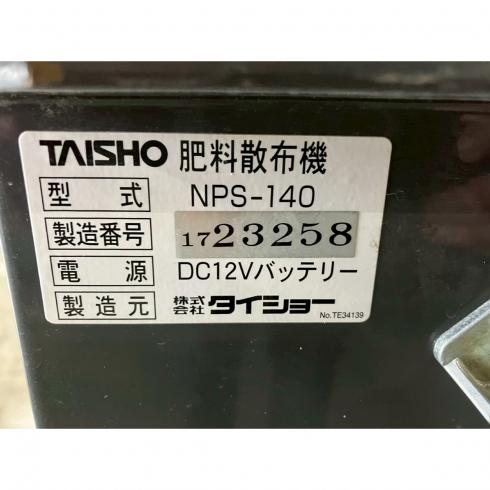 TAISHO 肥料散布機
型式 NPS-140
製造番号 1723258
電源 DC12Vバッテリー
製造元 株式会社 タイショー
No.TE34139